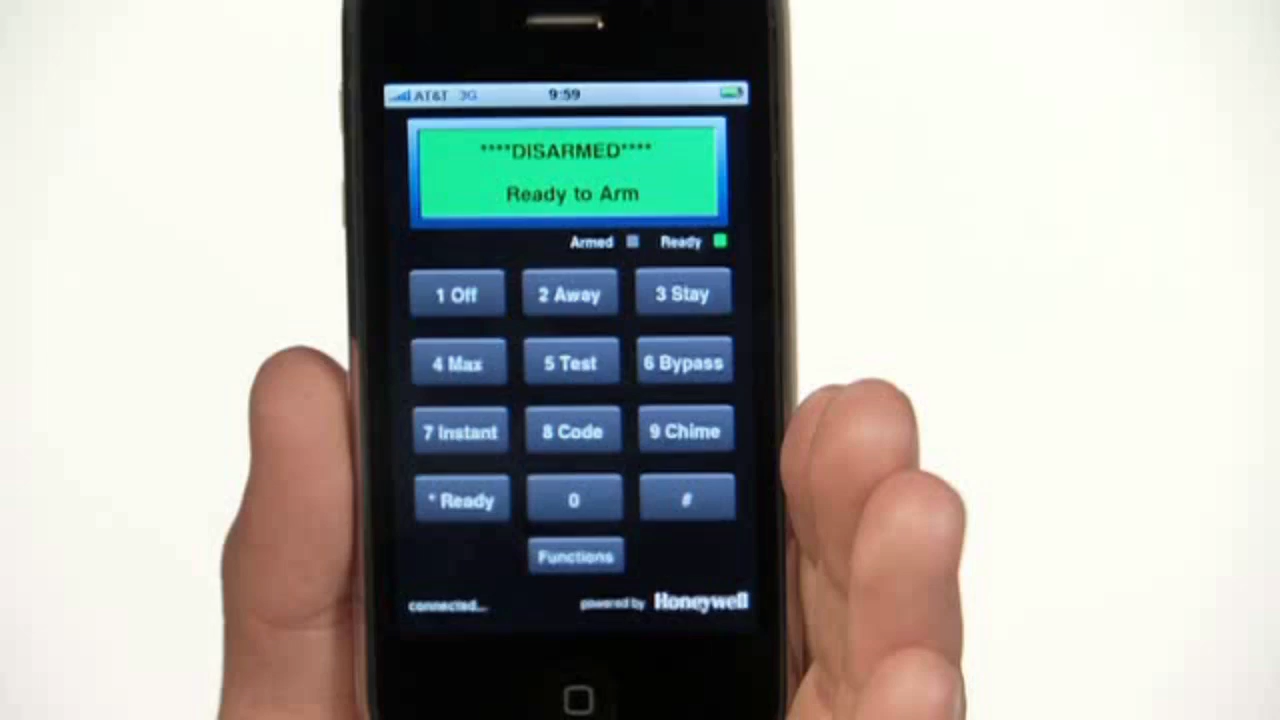 AT&T 3G 9:59
****DISARMED****
Ready to Arm
Armed Ready
1 Off 2 Away 3 Stay
4 Max 5 Test 6 Bypass
7 Instant 8 Code 9 Chime
* Ready 0 #
Functions
connected... powered by Honeywell